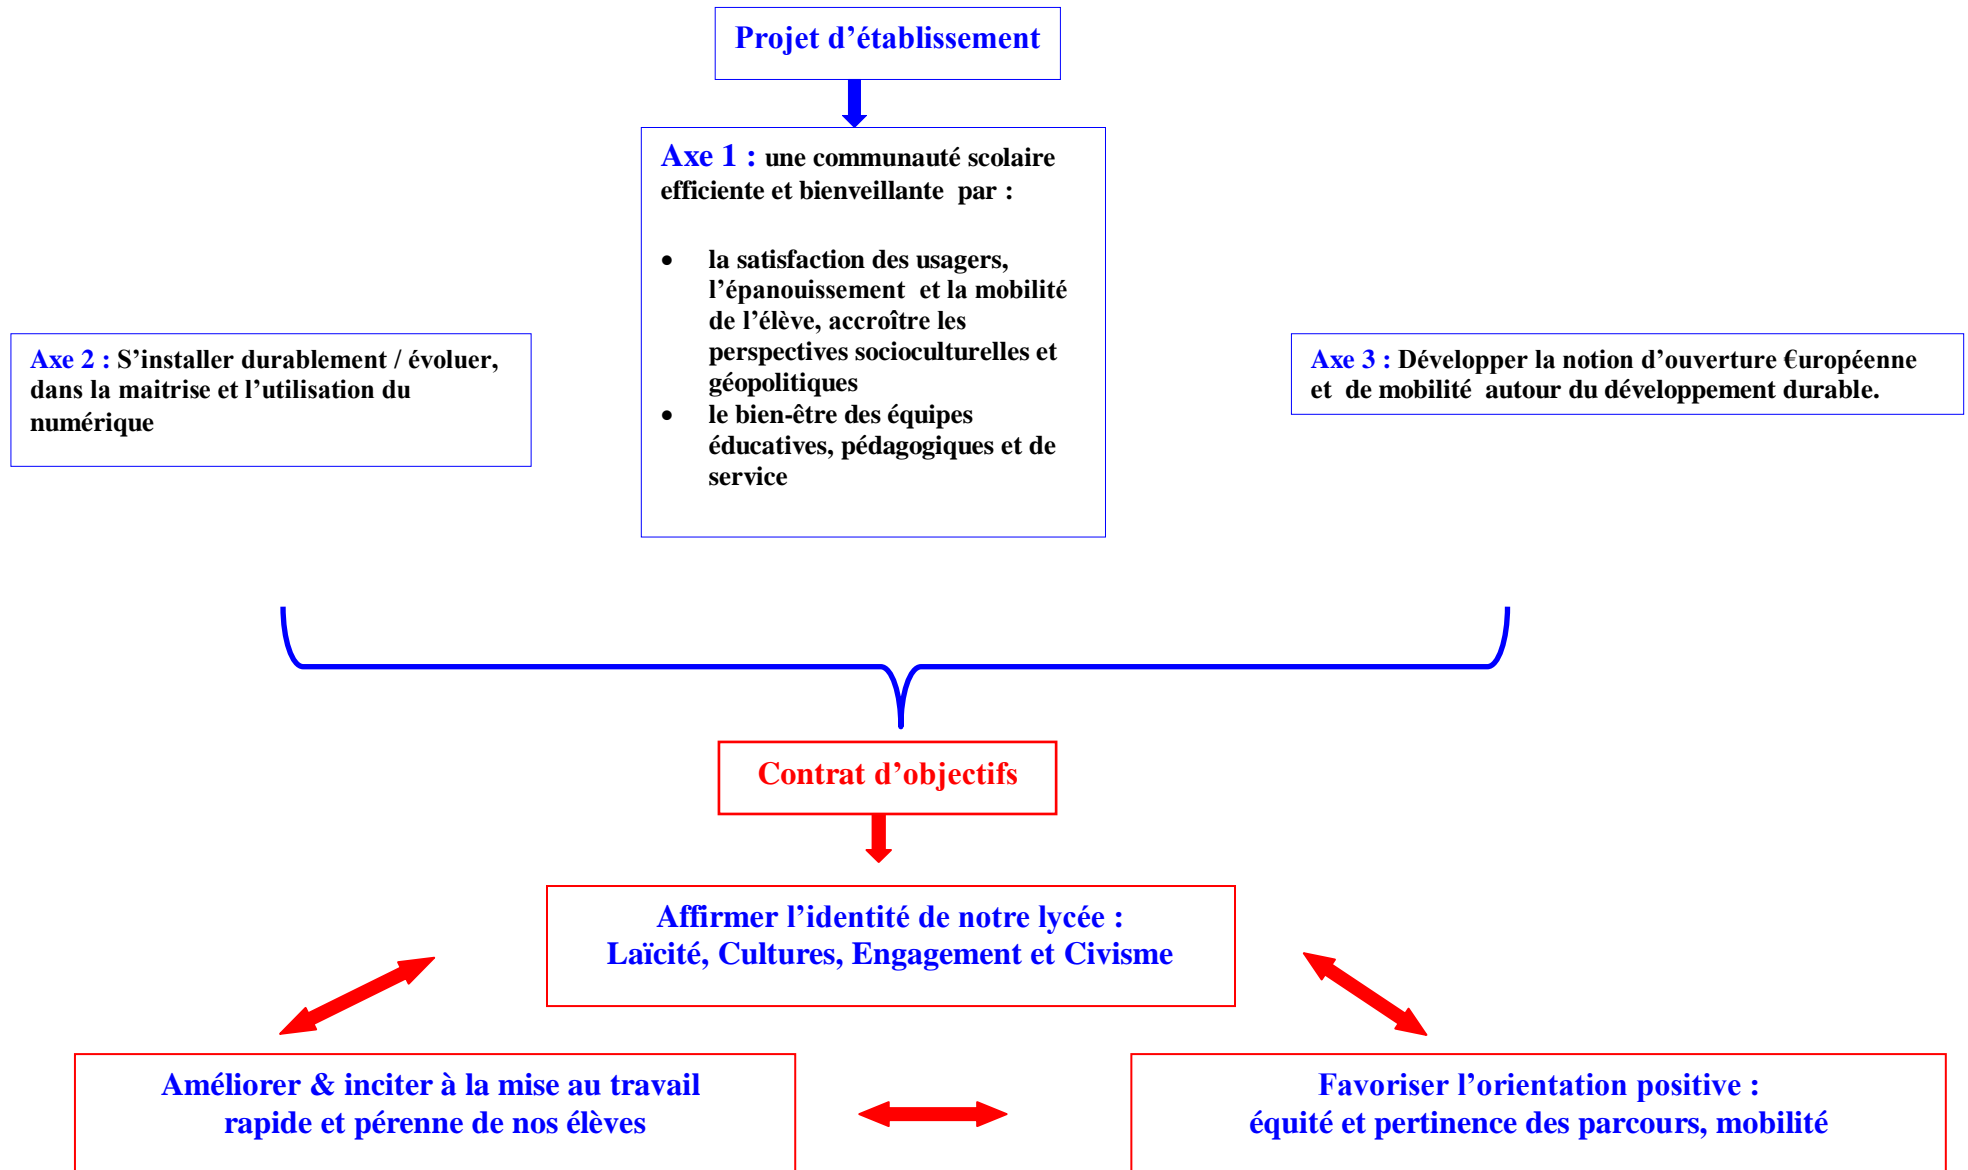 Projet d’établissement
Axe 1 : une communauté scolaire
efficiente et bienveillante par :
• la satisfaction des usagers,
l’épanouissement et la mobilité
de l’élève, accroître les
perspectives socioculturelles et
géopolitiques
• le bien-être des équipes
éducatives, pédagogiques et de
service
Axe 2 : S’installer durablement / évoluer,
dans la maitrise et l’utilisation du
numérique
Axe 3 : Développer la notion d’ouverture €uropéenne
et de mobilité autour du développement durable.
Contrat d’objectifs
Affirmer l’identité de notre lycée :
Laïcité, Cultures, Engagement et Civisme
Améliorer & inciter à la mise au travail
rapide et pérenne de nos élèves
Favoriser l’orientation positive :
équité et pertinence des parcours, mobilité